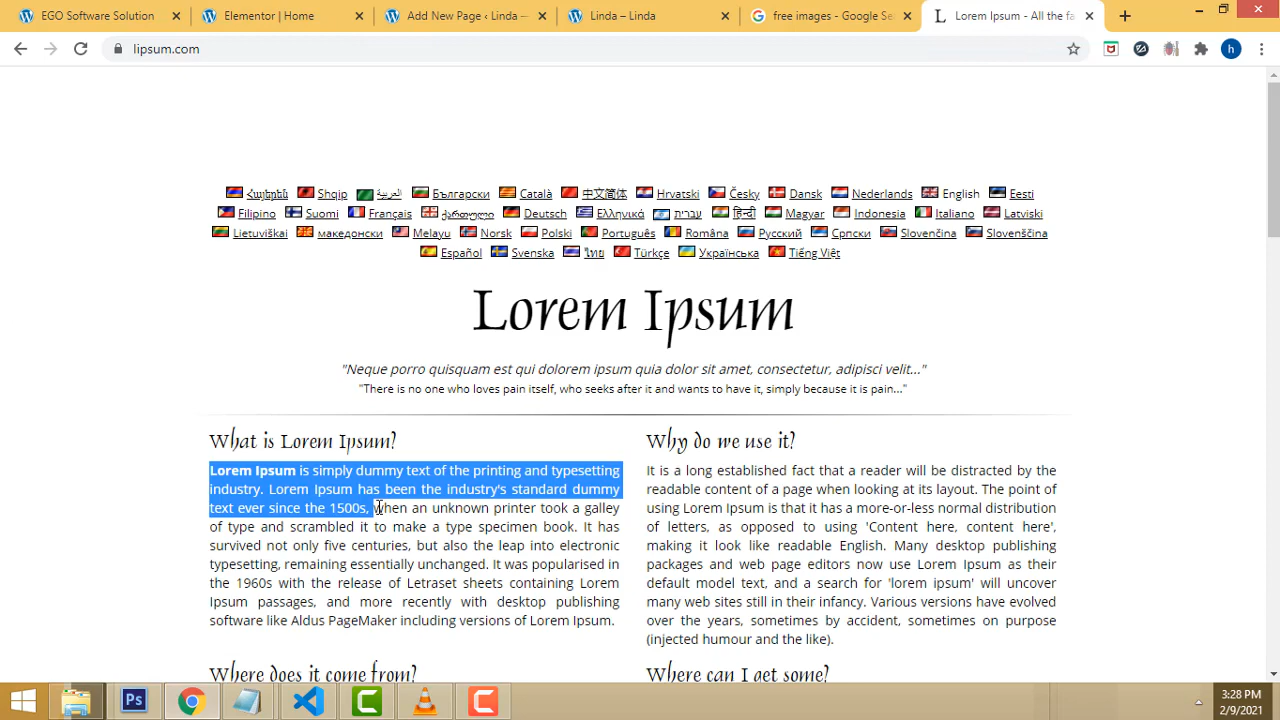 EGO Software Solution
Elementor | Home
Add New Page ‹ Linda —
Linda – Linda
free images - Google Se
Lorem Ipsum - All the fa
lipsum.com
h
Հայերեն Shqip العربية Български Català 中文简体 Hrvatski Česky Dansk Nederlands English Eesti
Filipino Suomi Français ქართული Deutsch Ελληνικά עברית हिन्दी Magyar Indonesia Italiano Latviski
Lietuviškai македонски Melayu Norsk Polski Português Româna Русский Српски Slovenčina Slovenščina
Español Svenska ไทย Türkçe Українська Tiếng Việt
Lorem Ipsum
"Neque porro quisquam est qui dolorem ipsum quia dolor sit amet, consectetur, adipisci velit..."
"There is no one who loves pain itself, who seeks after it and wants to have it, simply because it is pain..."
What is Lorem Ipsum?
Lorem Ipsum is simply dummy text of the printing and typesetting
industry. Lorem Ipsum has been the industry's standard dummy
text ever since the 1500s, when an unknown printer took a galley
of type and scrambled it to make a type specimen book. It has
survived not only five centuries, but also the leap into electronic
typesetting, remaining essentially unchanged. It was popularised in
the 1960s with the release of Letraset sheets containing Lorem
Ipsum passages, and more recently with desktop publishing
software like Aldus PageMaker including versions of Lorem Ipsum.
Why do we use it?
It is a long established fact that a reader will be distracted by the
readable content of a page when looking at its layout. The point of
using Lorem Ipsum is that it has a more-or-less normal distribution
of letters, as opposed to using 'Content here, content here',
making it look like readable English. Many desktop publishing
packages and web page editors now use Lorem Ipsum as their
default model text, and a search for 'lorem ipsum' will uncover
many web sites still in their infancy. Various versions have evolved
over the years, sometimes by accident, sometimes on purpose
(injected humour and the like).
Where does it come from?
Where can I get some?
Ps
3:28 PM
2/9/2021